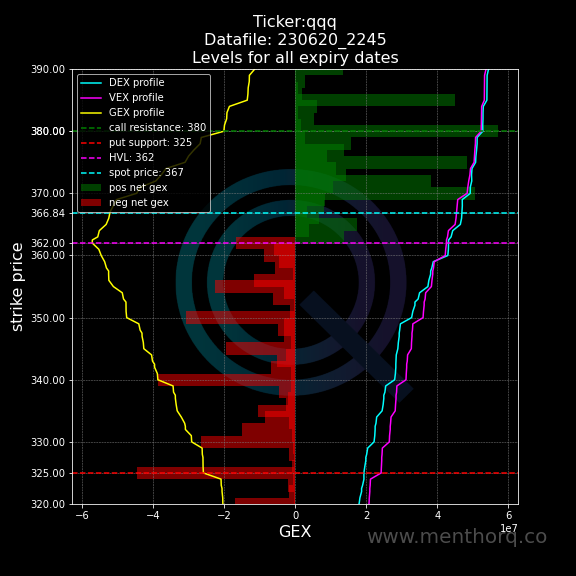 Ticker:qqq
Datafile: 230620_2245
Levels for all expiry dates
DEX profile
VEX profile
GEX profile
call resistance: 380
put support: 325
HVL: 362
spot price: 367
pos net gex
neg net gex
390.00
380.00
370.00
366.84
362.00
360.00
350.00
340.00
330.00
325.00
320.00
strike price
−6
−4
−2
0
2
4
6
1e7
GEX
www.menthorq.co